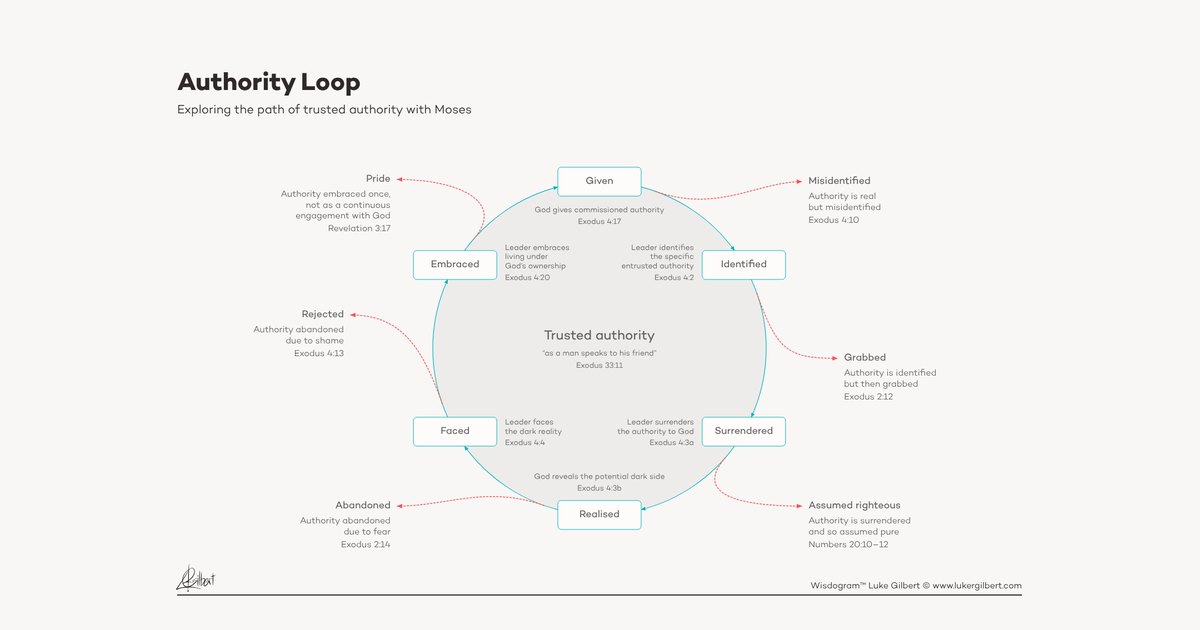 Authority Loop
Exploring the path of trusted authority with Moses
Given
God gives commissioned authority
Exodus 4:17
Misidentified
Authority is real
but misidentified
Exodus 4:10
Identified
Leader identifies
the specific
entrusted authority
Exodus 4:2
Grabbed
Authority is identified
but then grabbed
Exodus 2:12
Surrendered
Leader surrenders
the authority to God
Exodus 4:3a
Assumed righteous
Authority is surrendered
and so assumed pure
Numbers 20:10–12
God reveals the potential dark side
Exodus 4:3b
Realised
Abandoned
Authority abandoned
due to fear
Exodus 2:14
Faced
Leader faces
the dark reality
Exodus 4:4
Rejected
Authority abandoned
due to shame
Exodus 4:13
Embraced
Leader embraces
living under
God's ownership
Exodus 4:20
Pride
Authority embraced once,
not as a continuous
engagement with God
Revelation 3:17
Trusted authority
"as a man speaks to his friend"
Exodus 33:11
Gilbert
Wisdogram™ Luke Gilbert © www.lukergilbert.com